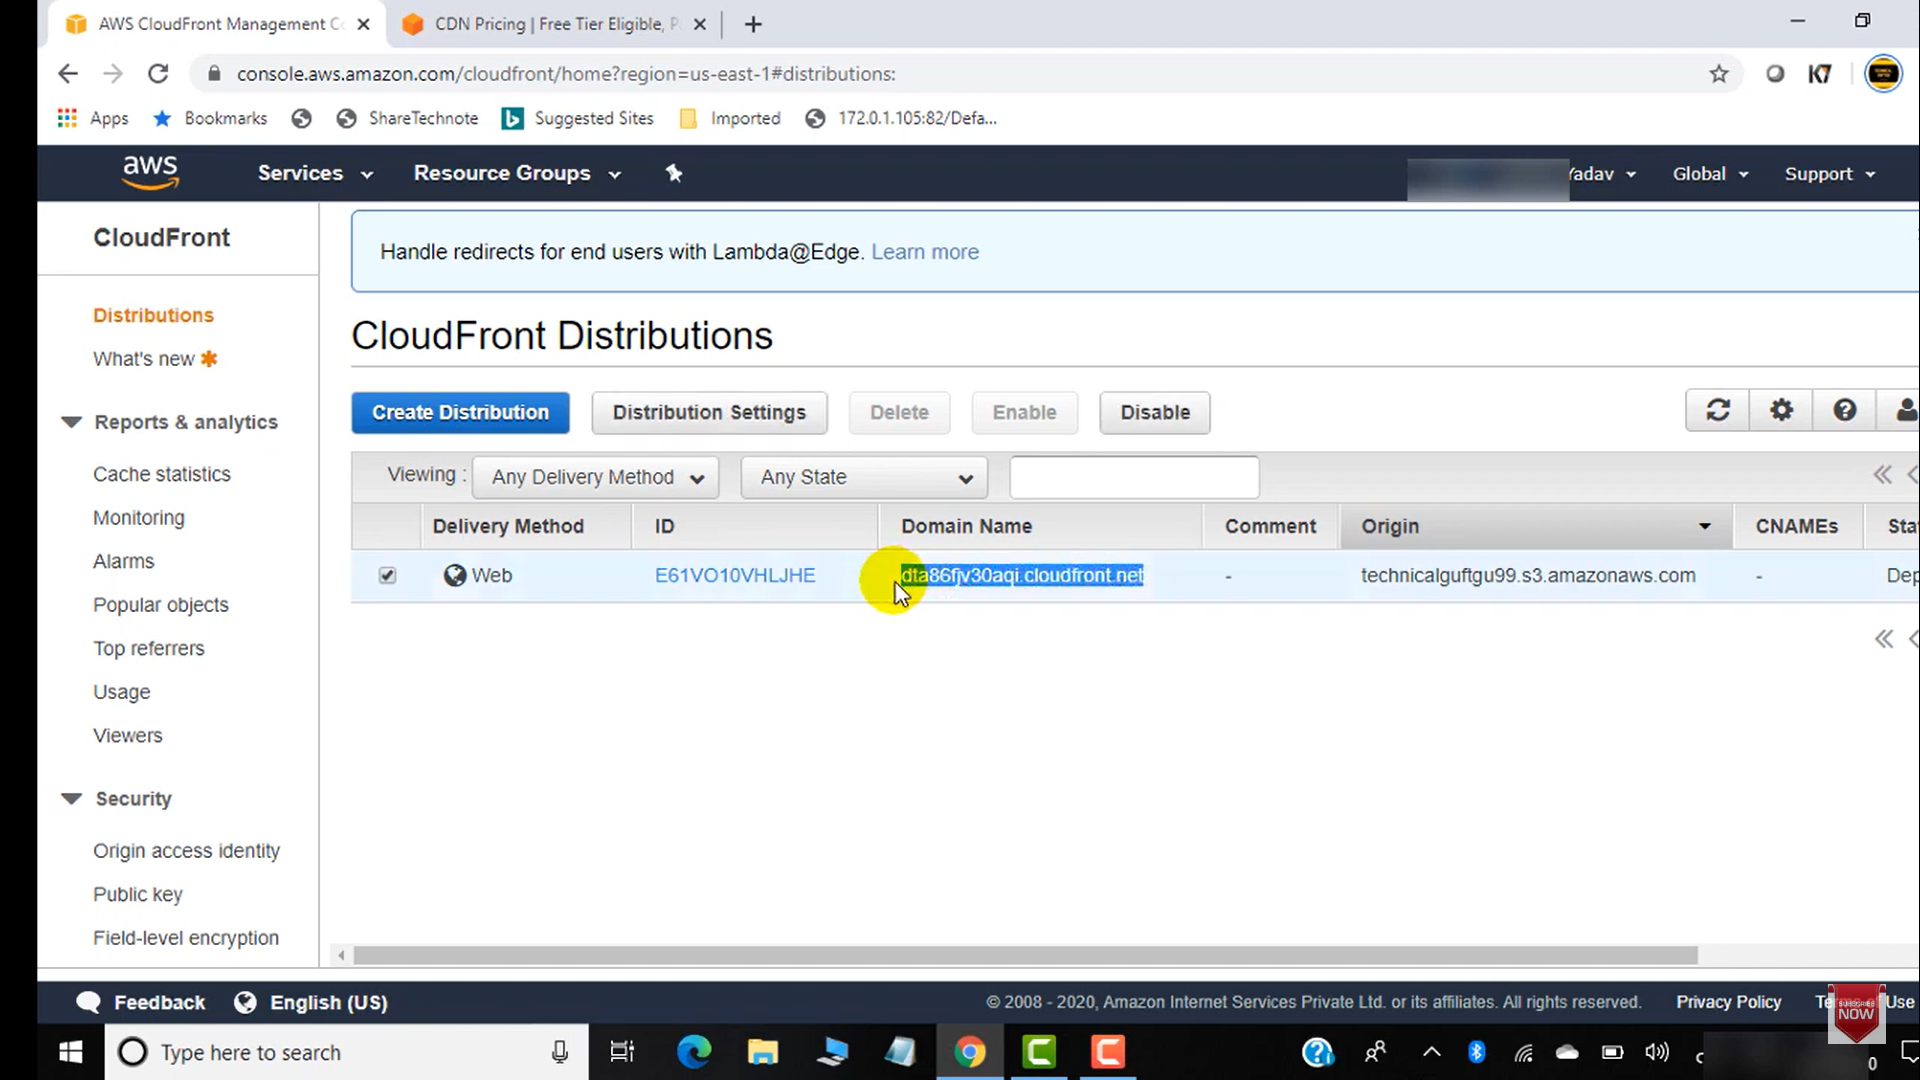 AWS CloudFront Management Co
CDN Pricing | Free Tier Eligible, P
console.aws.amazon.com/cloudfront/home?region=us-east-1#distributions:
K7
Apps Bookmarks ShareTechnote Suggested Sites Imported 172.0.1.105:82/Defa...
aws Services Resource Groups Yadav Global Support
CloudFront
Handle redirects for end users with Lambda@Edge. Learn more
Distributions
What's new
Reports & analytics
Cache statistics
Monitoring
Alarms
Popular objects
Top referrers
Usage
Viewers
Security
Origin access identity
Public key
Field-level encryption
CloudFront Distributions
Create Distribution Distribution Settings Delete Enable Disable
Viewing : Any Delivery Method Any State
Delivery Method ID Domain Name Comment Origin CNAMEs Sta
Web E61VO10VHLJHE dta86fjv30aqi.cloudfront.net - technicalguftgu99.s3.amazonaws.com - Dep
Feedback English (US) © 2008 - 2020, Amazon Internet Services Private Ltd. or its affiliates. All rights reserved. Privacy Policy Use
SUBSCRIBE
NOW
Type here to search